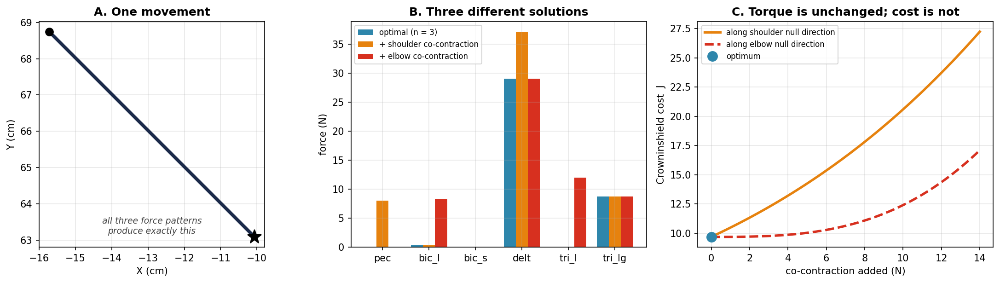 A. One movement
69
68
67
66
65
64
63
Y (cm)
all three force patterns
produce exactly this
−16
−15
−14
−13
−12
−11
−10
X (cm)
B. Three different solutions
optimal (n = 3)
+ shoulder co-contraction
+ elbow co-contraction
35
30
25
20
15
10
5
0
force (N)
pec
bic_l
bic_s
delt
tri_l
tri_lg
C. Torque is unchanged; cost is not
along shoulder null direction
along elbow null direction
optimum
27.5
25.0
22.5
20.0
17.5
15.0
12.5
10.0
Crowninshield cost J
0
2
4
6
8
10
12
14
co-contraction added (N)